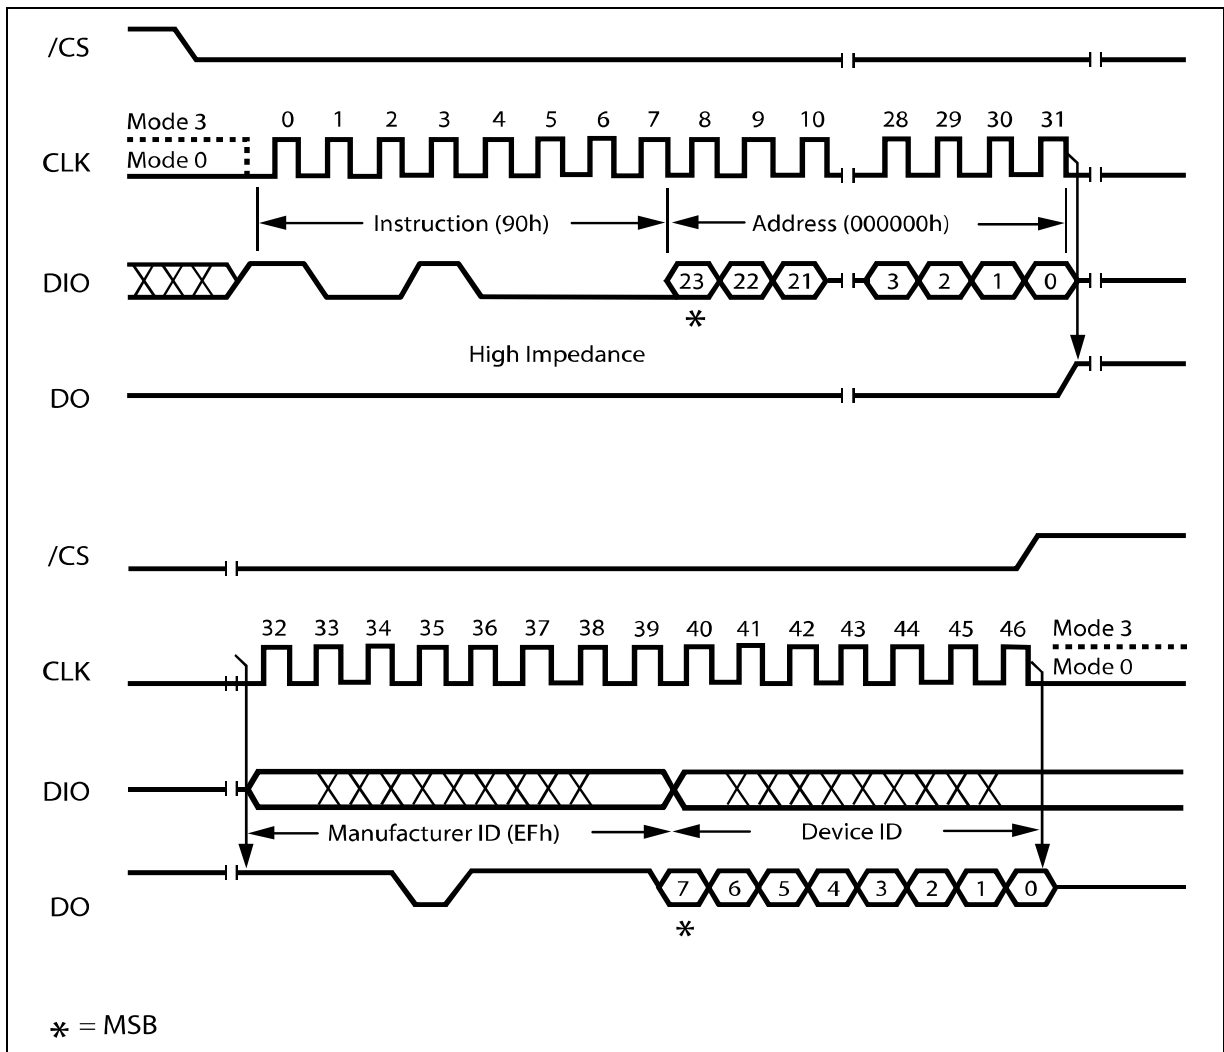 /CS
Mode 3
0 1 2 3 4 5 6 7 8 9 10 28 29 30 31
CLK
Mode 0
Instruction (90h) Address (000000h)
DIO
23 22 21 3 2 1 0
*
High Impedance
DO
/CS
32 33 34 35 36 37 38 39 40 41 42 43 44 45 46
Mode 3
CLK
Mode 0
DIO
Manufacturer ID (EFh) Device ID
DO
7 6 5 4 3 2 1 0
*
* = MSB